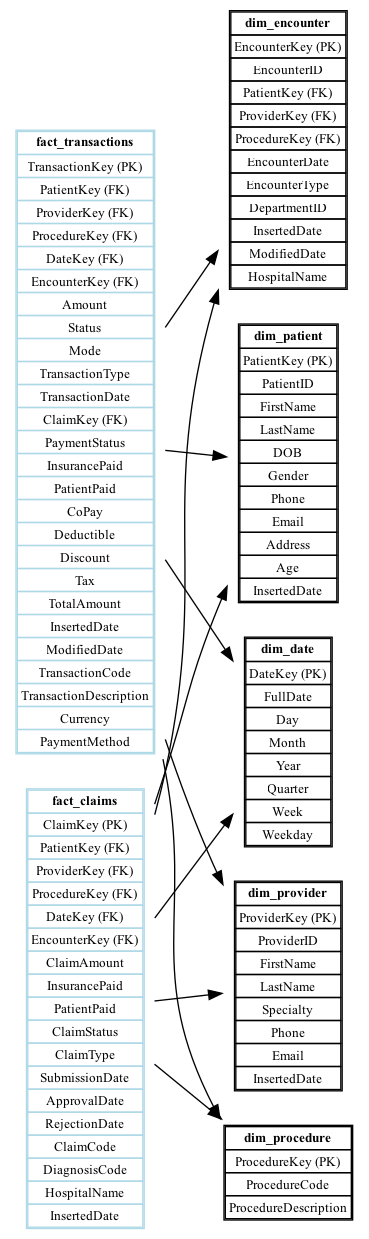 fact_transactions
TransactionKey (PK)
PatientKey (FK)
ProviderKey (FK)
ProcedureKey (FK)
DateKey (FK)
EncounterKey (FK)
Amount
Status
Mode
TransactionType
TransactionDate
ClaimKey (FK)
PaymentStatus
InsurancePaid
PatientPaid
CoPay
Deductible
Discount
Tax
TotalAmount
InsertedDate
ModifiedDate
TransactionCode
TransactionDescription
Currency
PaymentMethod
fact_claims
ClaimKey (PK)
PatientKey (FK)
ProviderKey (FK)
ProcedureKey (FK)
DateKey (FK)
EncounterKey (FK)
ClaimAmount
InsurancePaid
PatientPaid
ClaimStatus
ClaimType
SubmissionDate
ApprovalDate
RejectionDate
ClaimCode
DiagnosisCode
HospitalName
InsertedDate
dim_encounter
EncounterKey (PK)
EncounterID
PatientKey (FK)
ProviderKey (FK)
ProcedureKey (FK)
EncounterDate
EncounterType
DepartmentID
InsertedDate
ModifiedDate
HospitalName
dim_patient
PatientKey (PK)
PatientID
FirstName
LastName
DOB
Gender
Phone
Email
Address
Age
InsertedDate
dim_date
DateKey (PK)
FullDate
Day
Month
Year
Quarter
Week
Weekday
dim_provider
ProviderKey (PK)
ProviderID
FirstName
LastName
Specialty
Phone
Email
InsertedDate
dim_procedure
ProcedureKey (PK)
ProcedureCode
ProcedureDescription